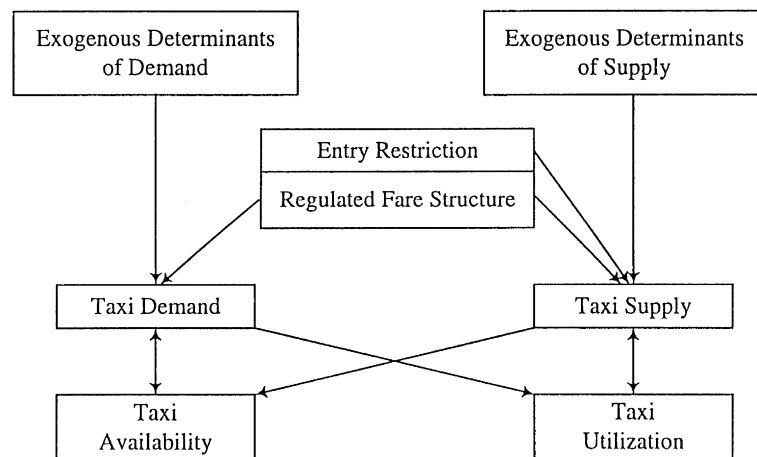 Exogenous Determinants
of Demand
Exogenous Determinants
of Supply
Entry Restriction
Regulated Fare Structure
Taxi Demand
Taxi Supply
Taxi
Availability
Taxi
Utilization